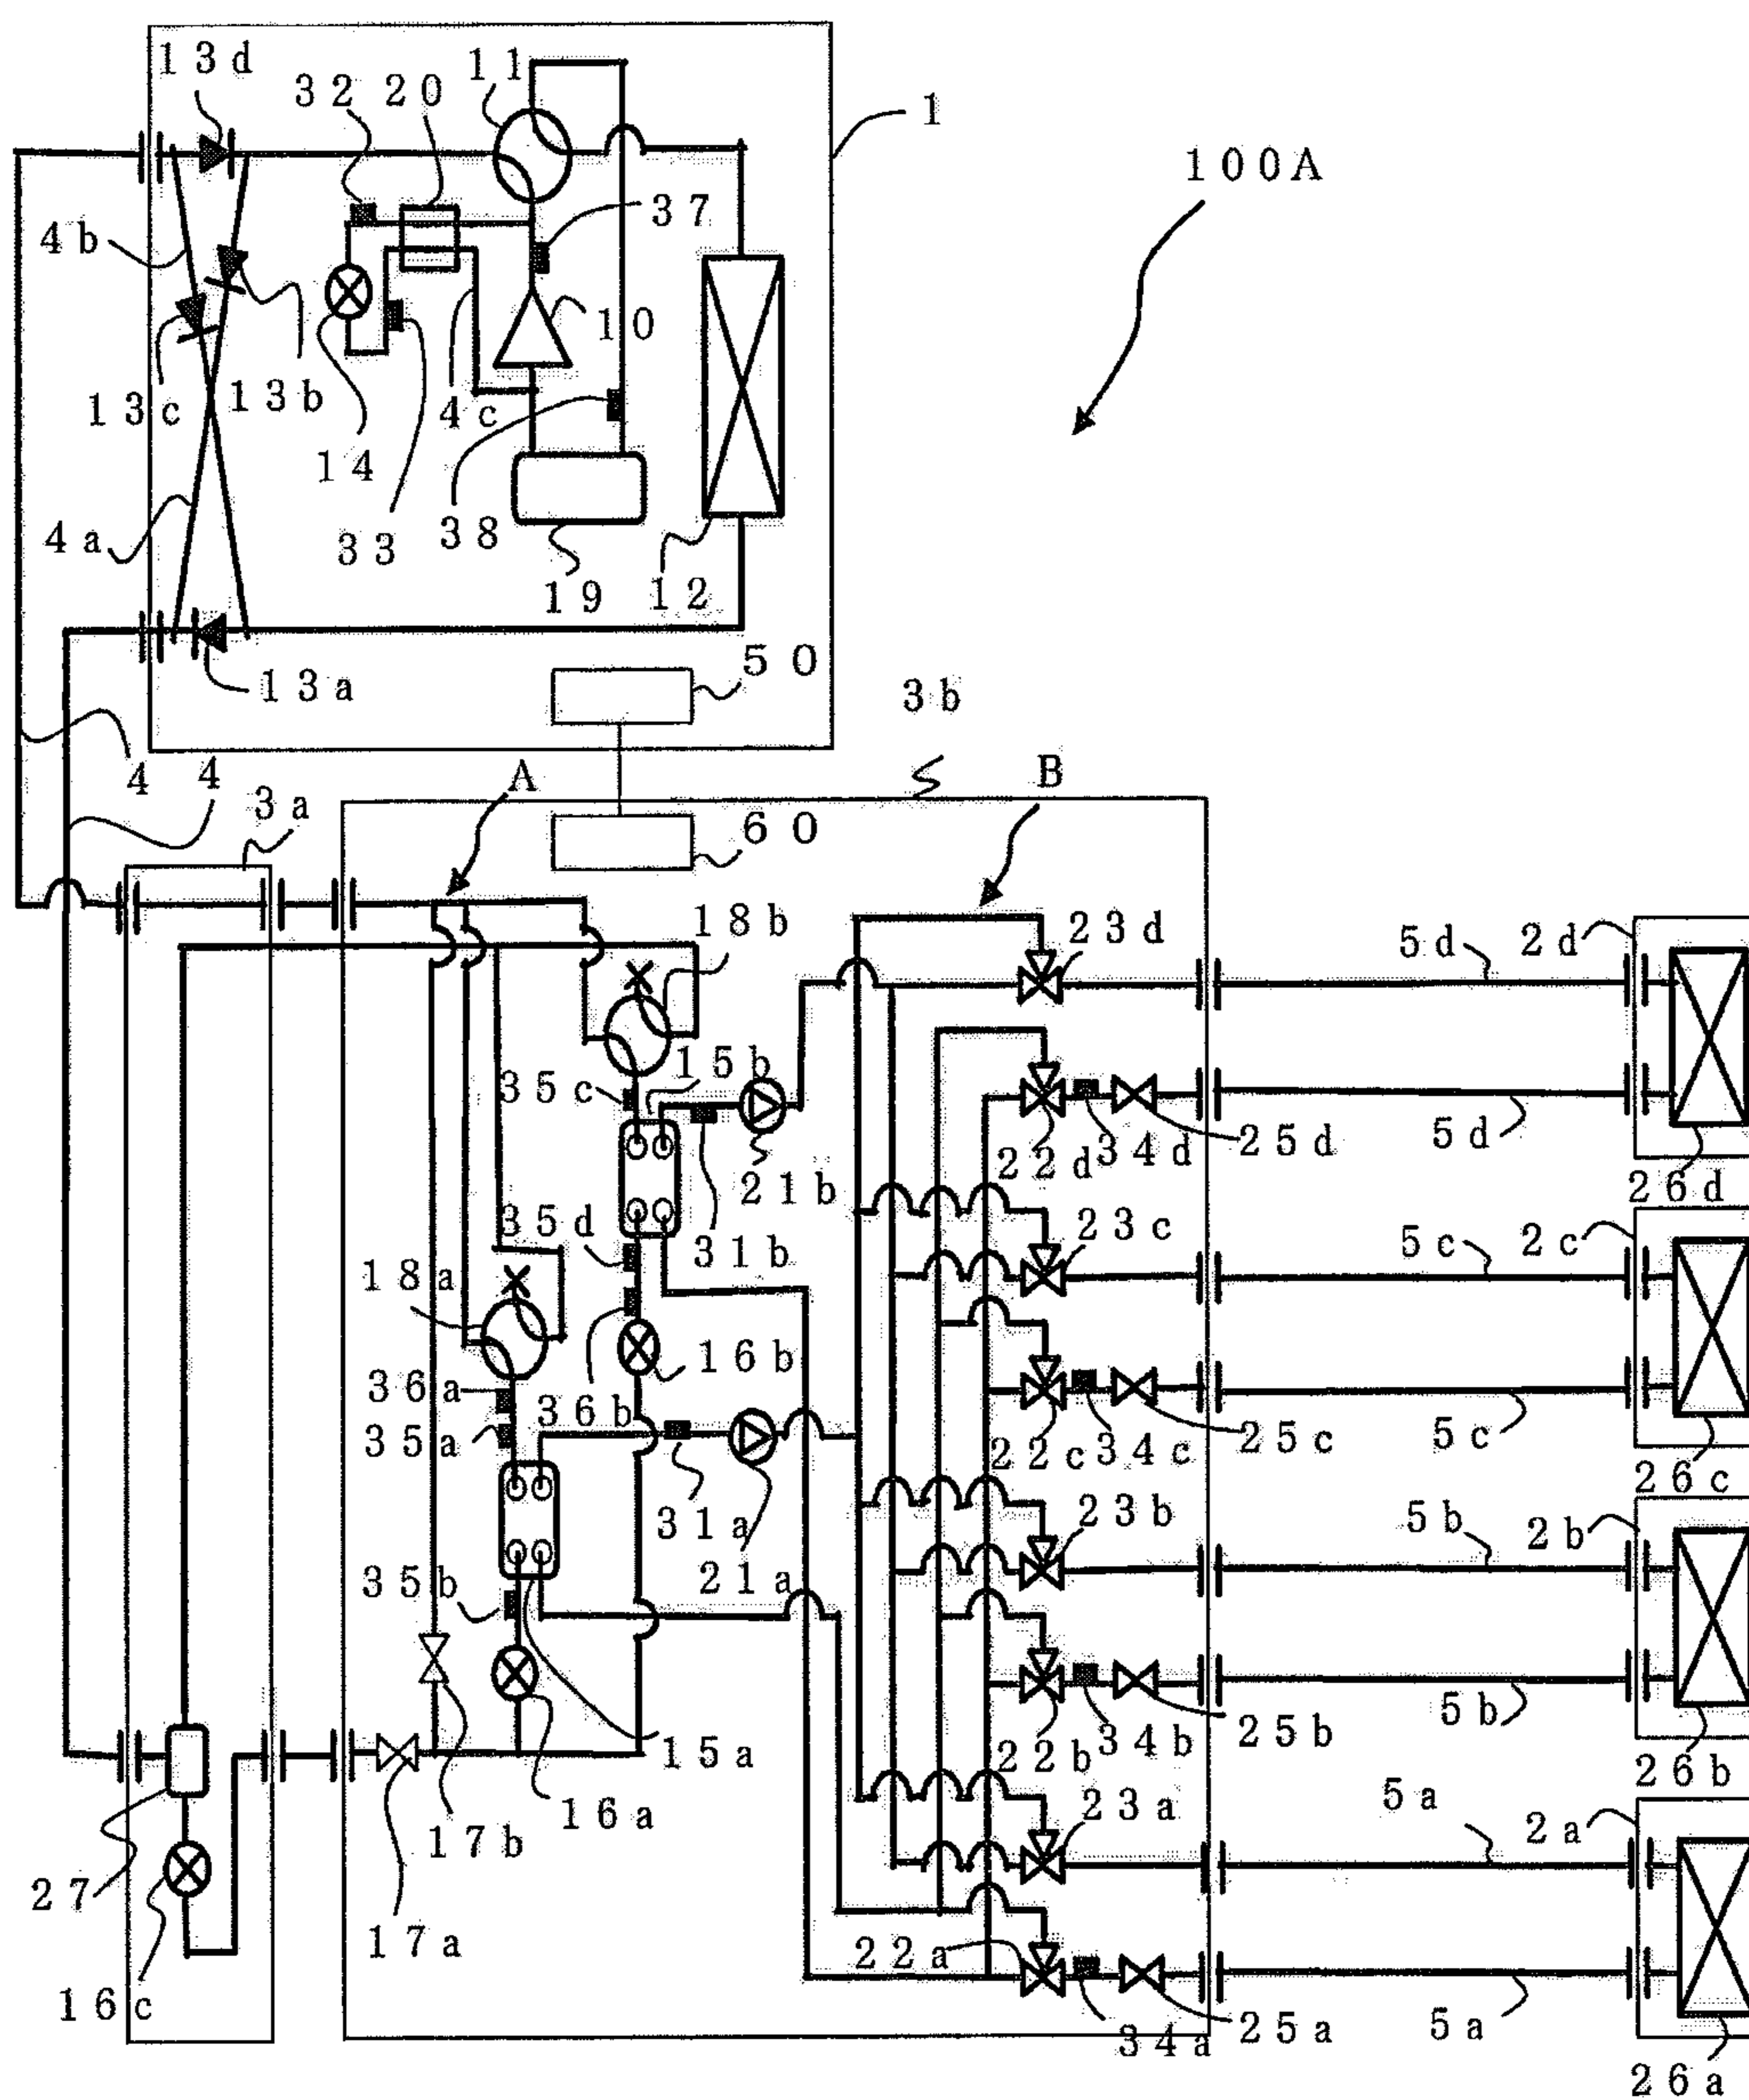 13d
32 20
11
1
100A
4b
37
10
13c
13b
14
4c
4a
33
38
19
12
13a
50
3b
4
4
3a
A
B
60
18b
23d
5d
2d
35c
15b
22d
34d
25d
5d
26d
21b
35d
31b
23c
5c
2c
18a
16b
36a
36b
35a
22c
34c
25c
5c
26c
31a
21a
23b
5b
2b
35b
15a
22b
34b
25b
5b
26b
16a
17b
23a
5a
2a
27
17a
22a
16c
34a
25a
5a
26a